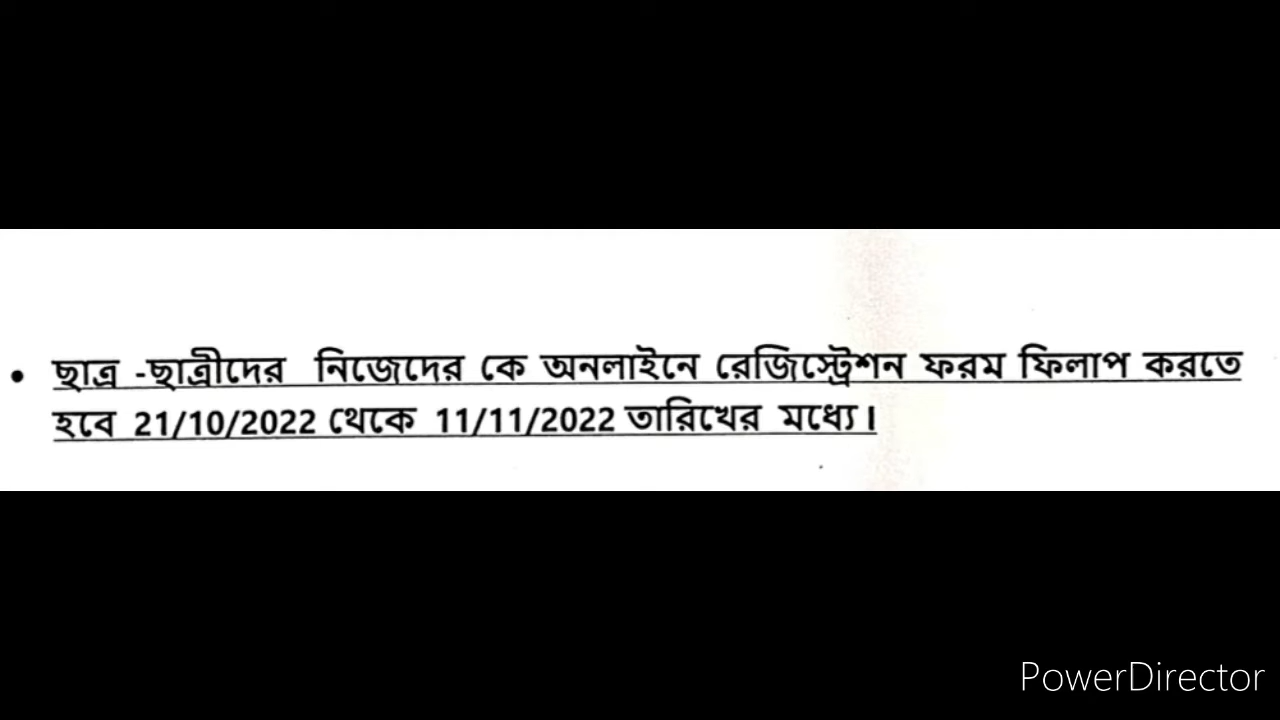 • ছাত্র -ছাত্রীদের নিজেদের কে অনলাইনে রেজিস্ট্রেশন ফরম ফিলাপ করতে
হবে 21/10/2022 থেকে 11/11/2022 তারিখের মধ্যে।
PowerDirector